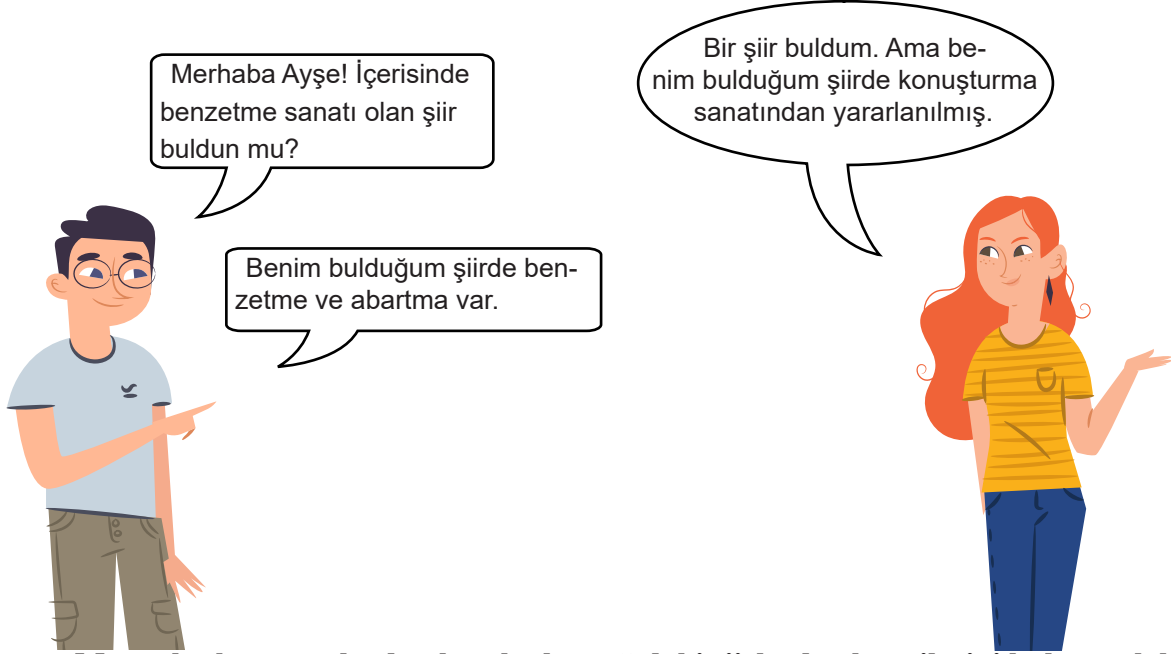 Merhaba Ayşe! İçerisinde
benzetme sanatı olan şiir
buldun mu?
Bir şiir buldum. Ama be-
nim bulduğum şiirde konuşturma
sanatından yararlanılmış.
Benim bulduğum şiirde ben-
zetme ve abartma var.